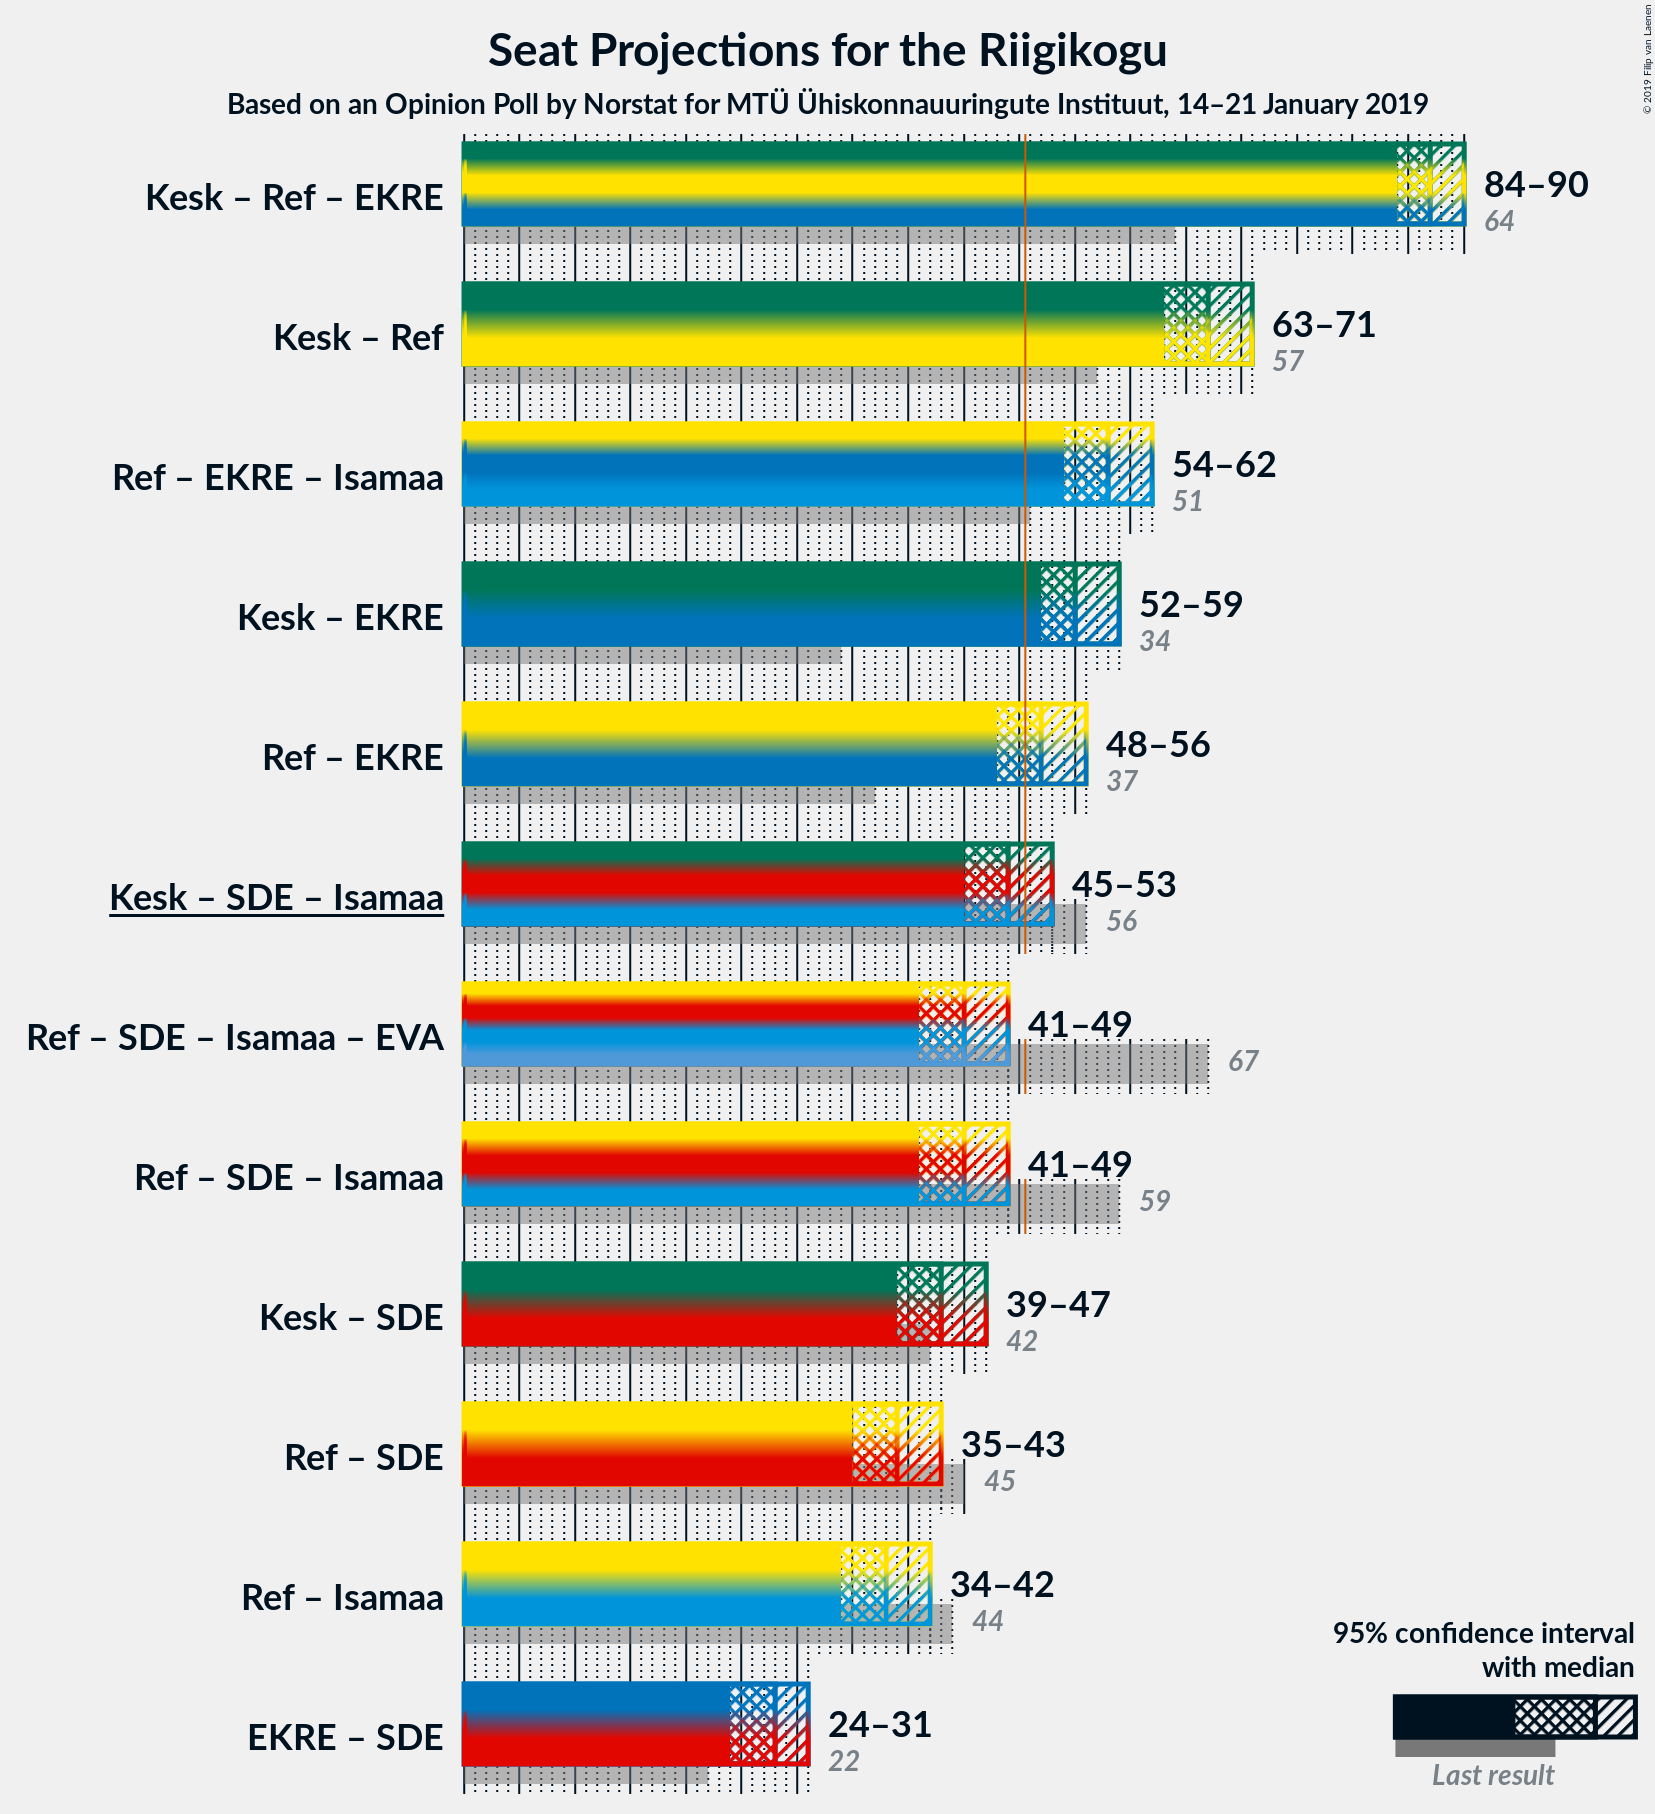 Seat Projections for the Riigikogu
Based on an Opinion Poll by Norstat for MTÜ Ühiskonnauuringute Instituut, 14–21 January 2019
© 2019 Filip van Laenen
Kesk – Ref – EKRE
84–90
64
Kesk – Ref
63–71
57
Ref – EKRE – Isamaa
54–62
51
Kesk – EKRE
52–59
34
Ref – EKRE
48–56
37
Kesk – SDE – Isamaa
45–53
56
Ref – SDE – Isamaa – EVA
41–49
67
Ref – SDE – Isamaa
41–49
59
Kesk – SDE
39–47
42
Ref – SDE
35–43
45
Ref – Isamaa
34–42
44
EKRE – SDE
24–31
22
95% confidence interval
with median
Last result